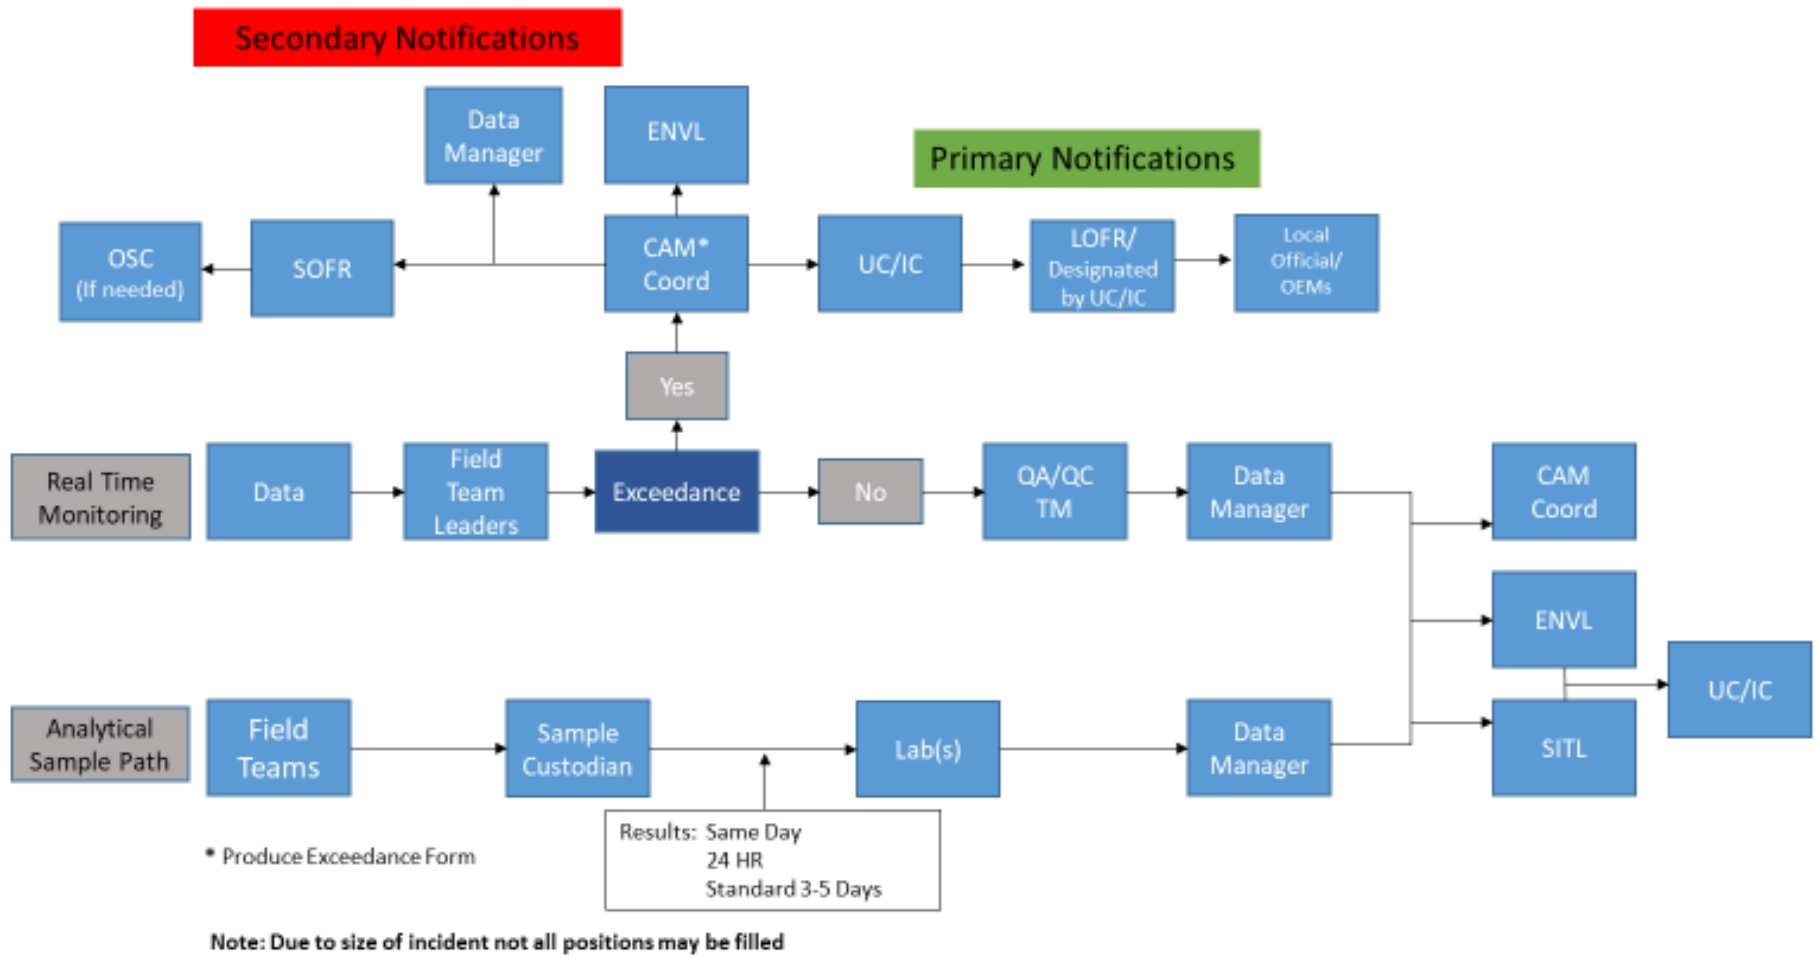 Secondary Notifications
Data
Manager
ENVL
Primary Notifications
OSC
(If needed)
SOFR
CAM*
Coord
UC/IC
LOFR/
Designated
by UC/IC
Local
Official/
OEMs
Yes
Real Time
Monitoring
Data
Field
Team
Leaders
Exceedance
No
QA/QC
TM
Data
Manager
CAM
Coord
ENVL
UC/IC
Analytical
Sample Path
Field
Teams
Sample
Custodian
Lab(s)
Data
Manager
SITL
Results: Same Day
24 HR
Standard 3-5 Days
* Produce Exceedance Form
Note: Due to size of incident not all positions may be filled